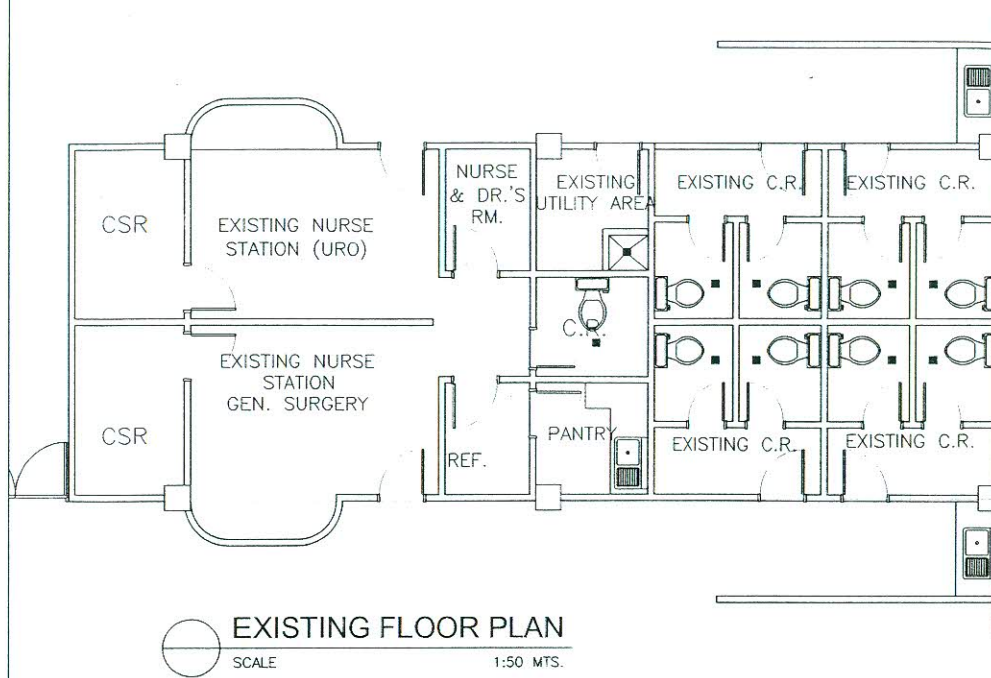 NURSE
& DR.'S
RM.
EXISTING
UTILITY AREA
EXISTING C.R.
EXISTING C.R.
CSR
EXISTING NURSE
STATION (URO)
C.R.
EXISTING NURSE
STATION
GEN. SURGERY
CSR
REF.
PANTRY
EXISTING C.R.
EXISTING C.R.
EXISTING FLOOR PLAN
SCALE
1:50 MTS.